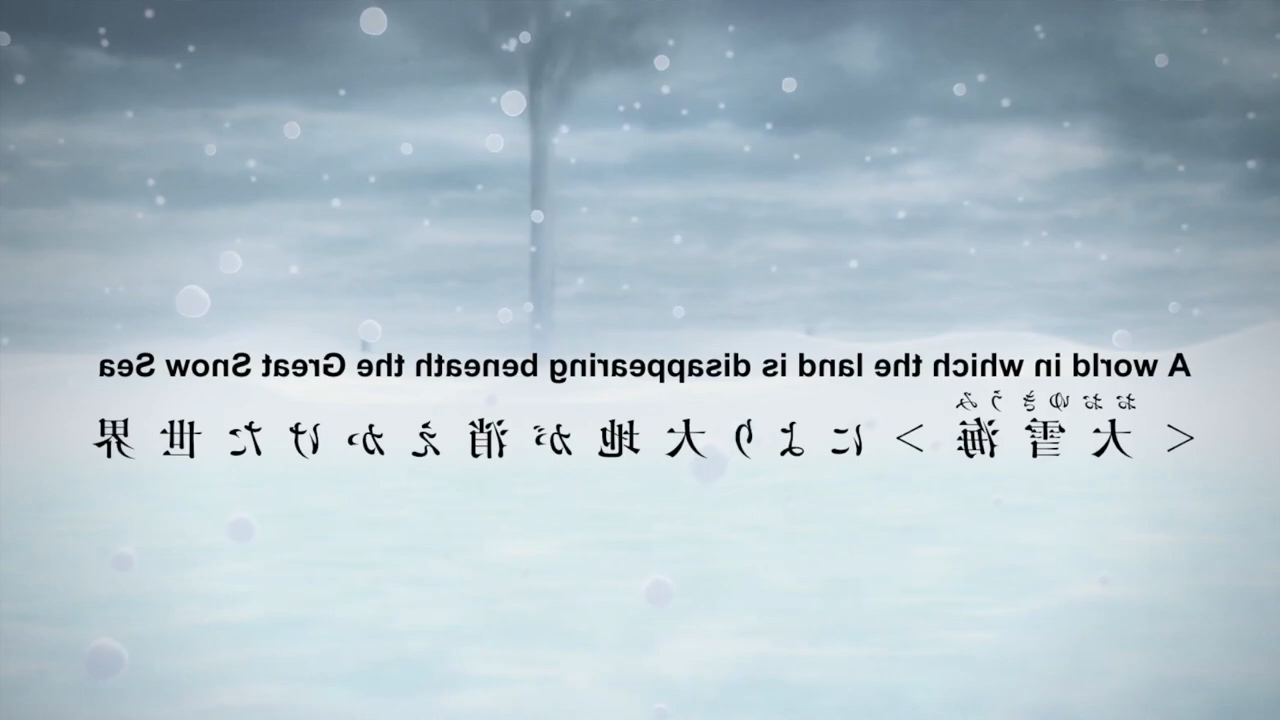 A world in which the land is disappearing beneath the Great Snow Sea
おおゆきうみ
＜大雪海＞により大地が消えかけた世界